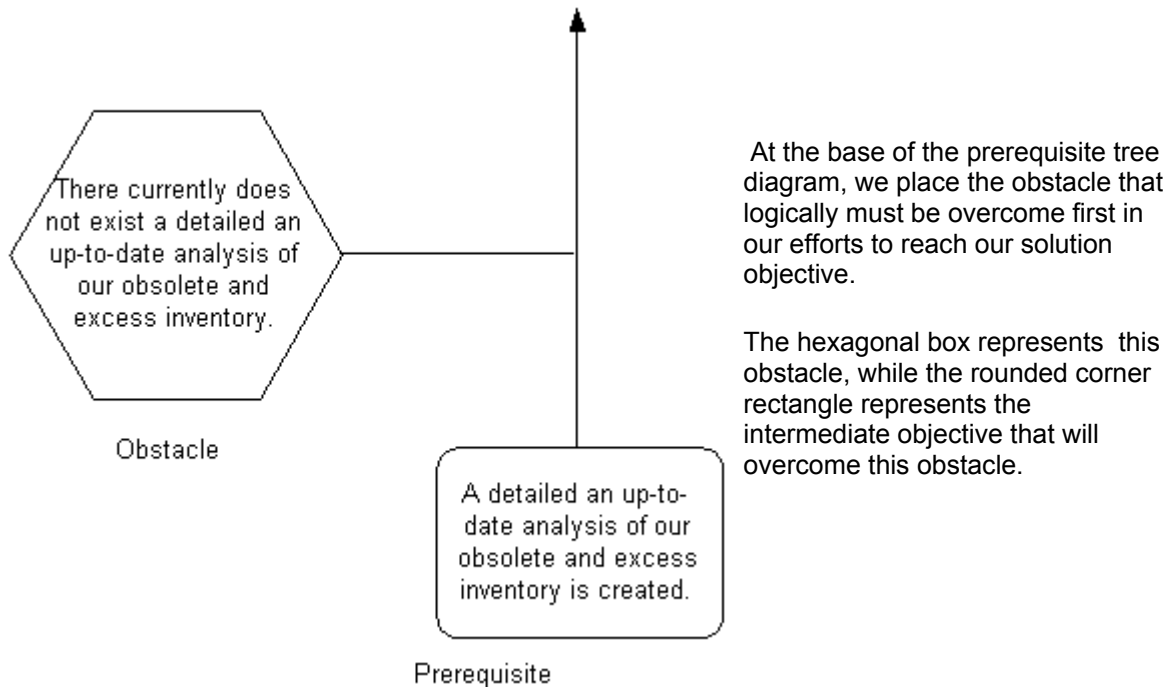 There currently does
not exist a detailed an
up-to-date analysis of
our obsolete and
excess inventory.
Obstacle
A detailed an up-to-
date analysis of our
obsolete and excess
inventory is created.
Prerequisite
At the base of the prerequisite tree
diagram, we place the obstacle that
logically must be overcome first in
our efforts to reach our solution
objective.
The hexagonal box represents  this
obstacle, while the rounded corner
rectangle represents the
intermediate objective that will
overcome this obstacle.